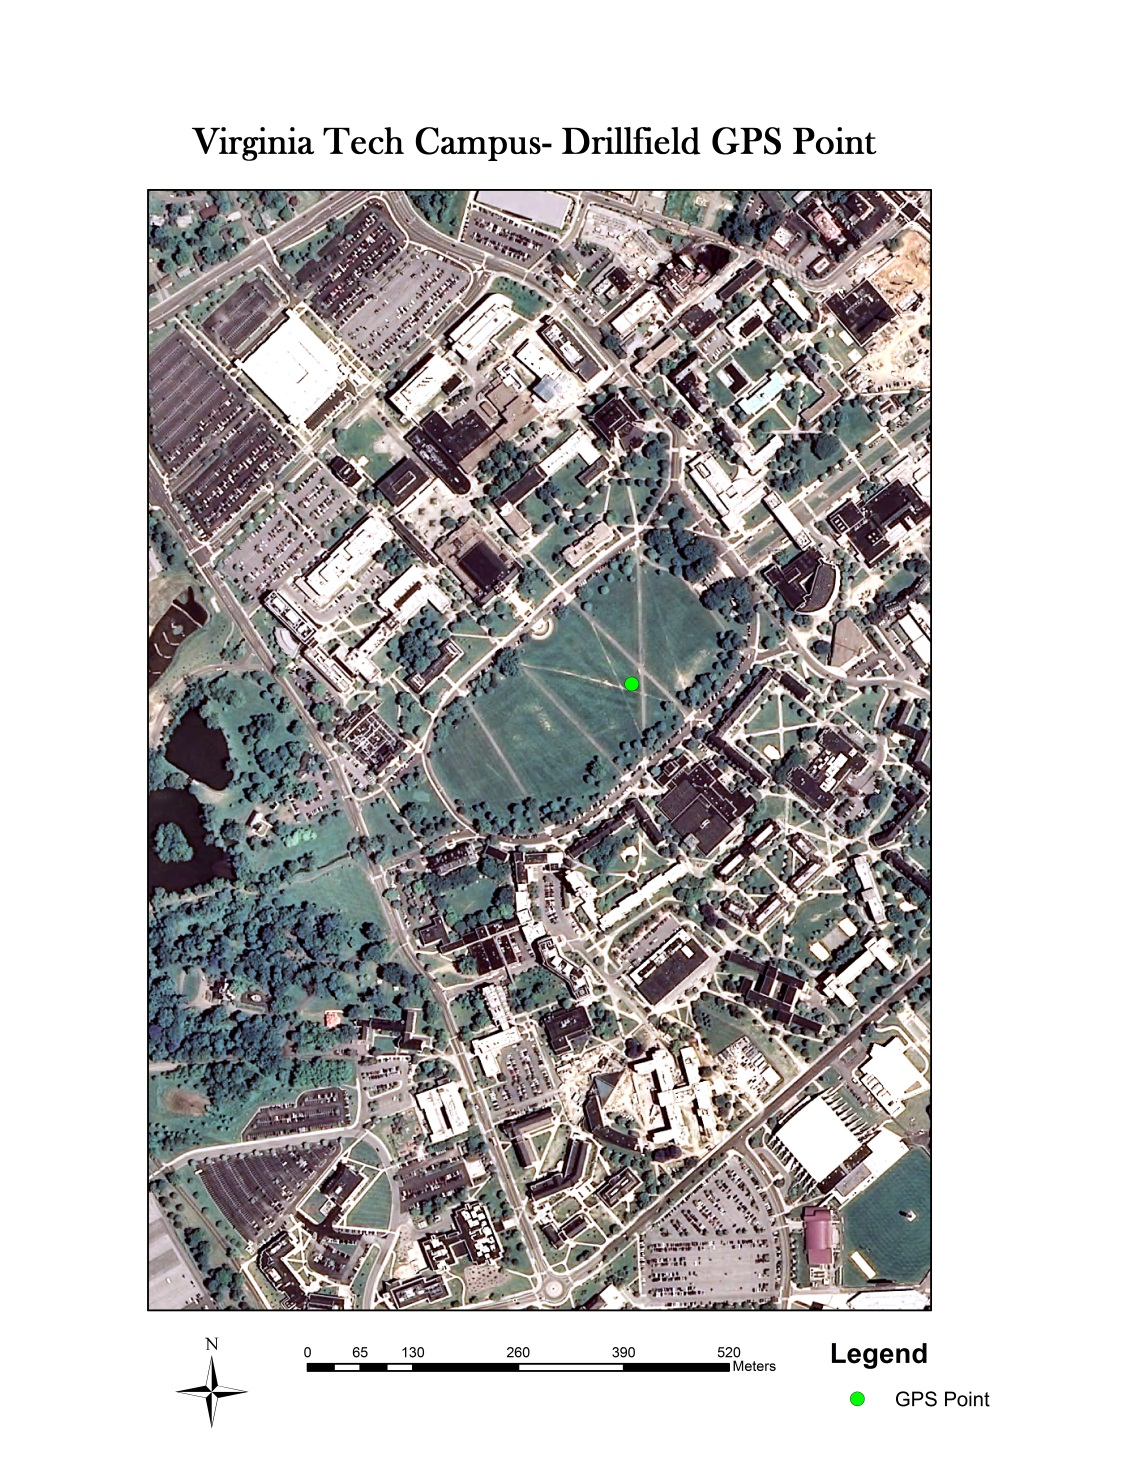 Virginia Tech Campus- Drillfield GPS Point
N
0 65 130 260 390 520
Meters
Legend
GPS Point